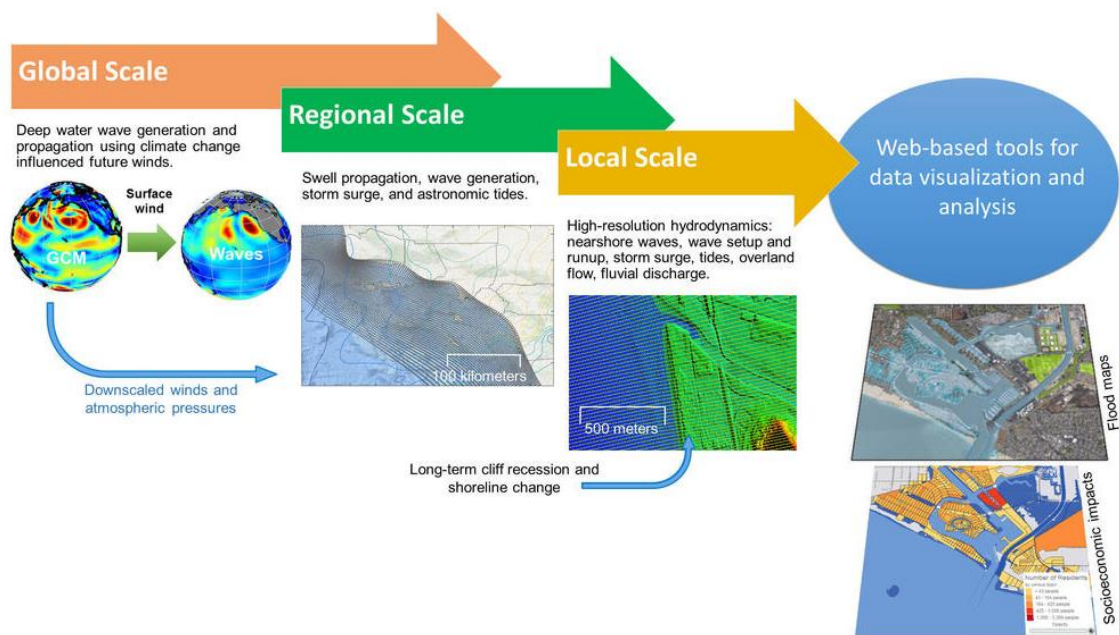 Global Scale
Deep water wave generation and
propagation using climate change
influenced future winds.
Surface
wind
GCM
Waves
Downscaled winds and
atmospheric pressures
Regional Scale
Swell propagation, wave generation,
storm surge, and astronomic tides.
100 kilometers
Local Scale
High-resolution hydrodynamics:
nearshore waves, wave setup and
runup, storm surge, tides, overland
flow, fluvial discharge.
500 meters
Long-term cliff recession and
shoreline change
Web-based tools for
data visualization and
analysis
Flood maps
Socioeconomic impacts
Number of Residents